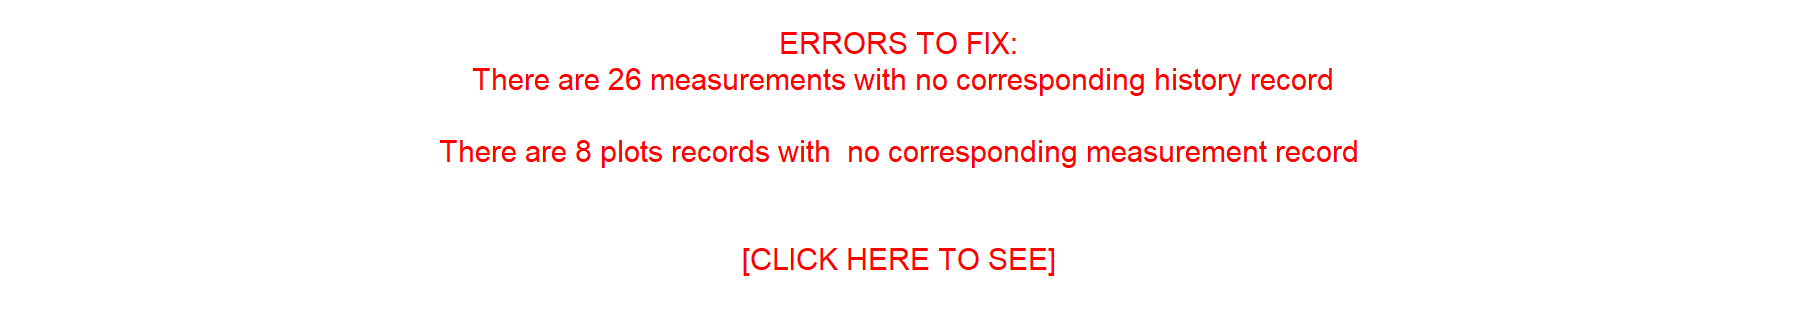 ERRORS TO FIX:
There are 26 measurements with no corresponding history record
There are 8 plots records with  no corresponding measurement record
[CLICK HERE TO SEE]